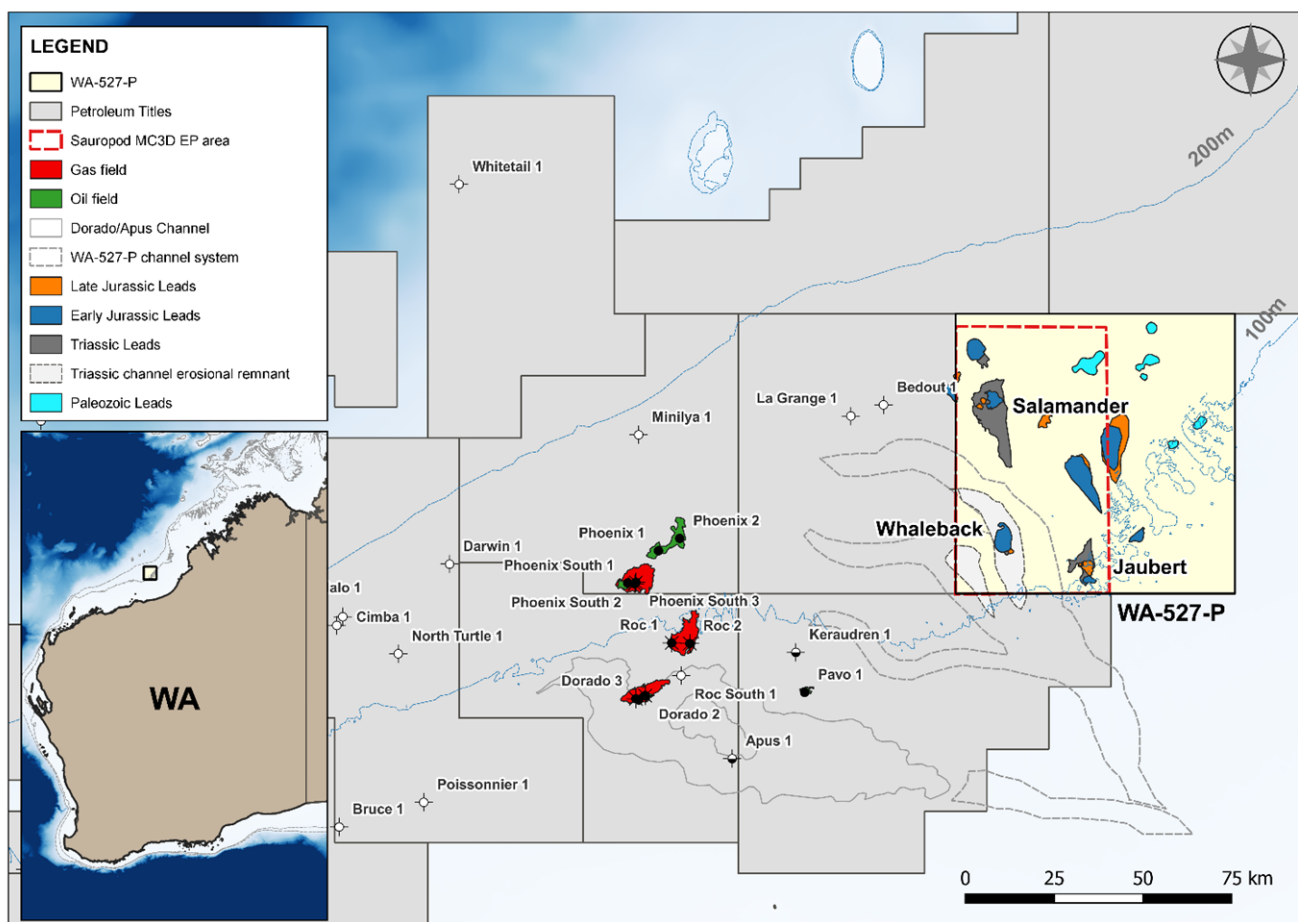 LEGEND
WA-527-P
Petroleum Titles
Sauropod MC3D EP area
Gas field
Oil field
Dorado/Apus Channel
WA-527-P channel system
Late Jurassic Leads
Early Jurassic Leads
Triassic Leads
Triassic channel erosional remnant
Paleozoic Leads
WA
Whitetail 1
200m
100m
La Grange 1
Bedout 1
Minilya 1
Salamander
Whaleback
Jaubert
WA-527-P
Phoenix 1
Phoenix 2
Darwin 1
Phoenix South 1
Phoenix South 2
Phoenix South 3
alo 1
Cimba 1
North Turtle 1
Roc 1
Roc 2
Keraudren 1
Dorado 3
Roc South 1
Pavo 1
Dorado 2
Apus 1
Poissonnier 1
Bruce 1
0 25 50 75 km